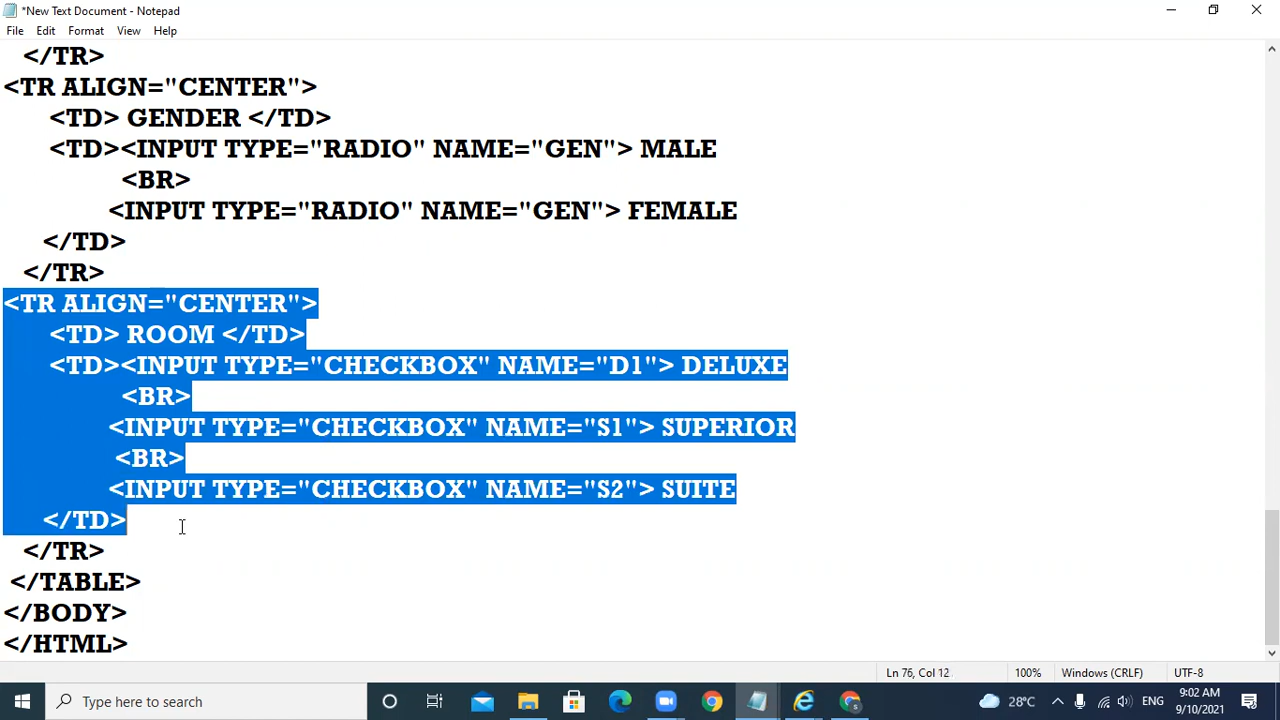 *New Text Document - Notepad
File Edit Format View Help
</TR>
<TR ALIGN="CENTER">
<TD> GENDER </TD>
<TD><INPUT TYPE="RADIO" NAME="GEN"> MALE
<BR>
<INPUT TYPE="RADIO" NAME="GEN"> FEMALE
</TD>
</TR>
<TR ALIGN="CENTER">
<TD> ROOM </TD>
<TD><INPUT TYPE="CHECKBOX" NAME="D1"> DELUXE
<BR>
<INPUT TYPE="CHECKBOX" NAME="S1"> SUPERIOR
<BR>
<INPUT TYPE="CHECKBOX" NAME="S2"> SUITE
</TD>
</TR>
</TABLE>
</BODY>
</HTML>
Ln 76, Col 12 100% Windows (CRLF) UTF-8
Type here to search 28°C ENG 9:02 AM
9/10/2021